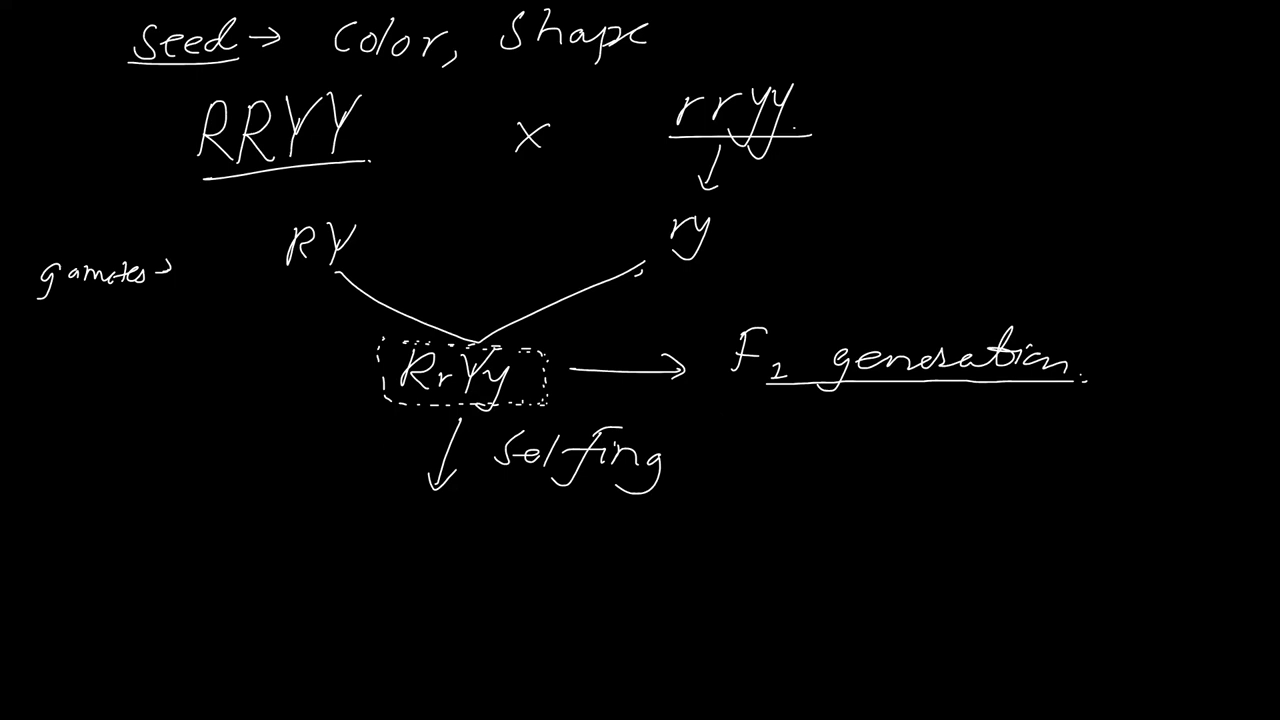 Seed → Color, Shape
RRYY x rryy
RY ry
gametes →
RrYy → F1 generation.
Selfing